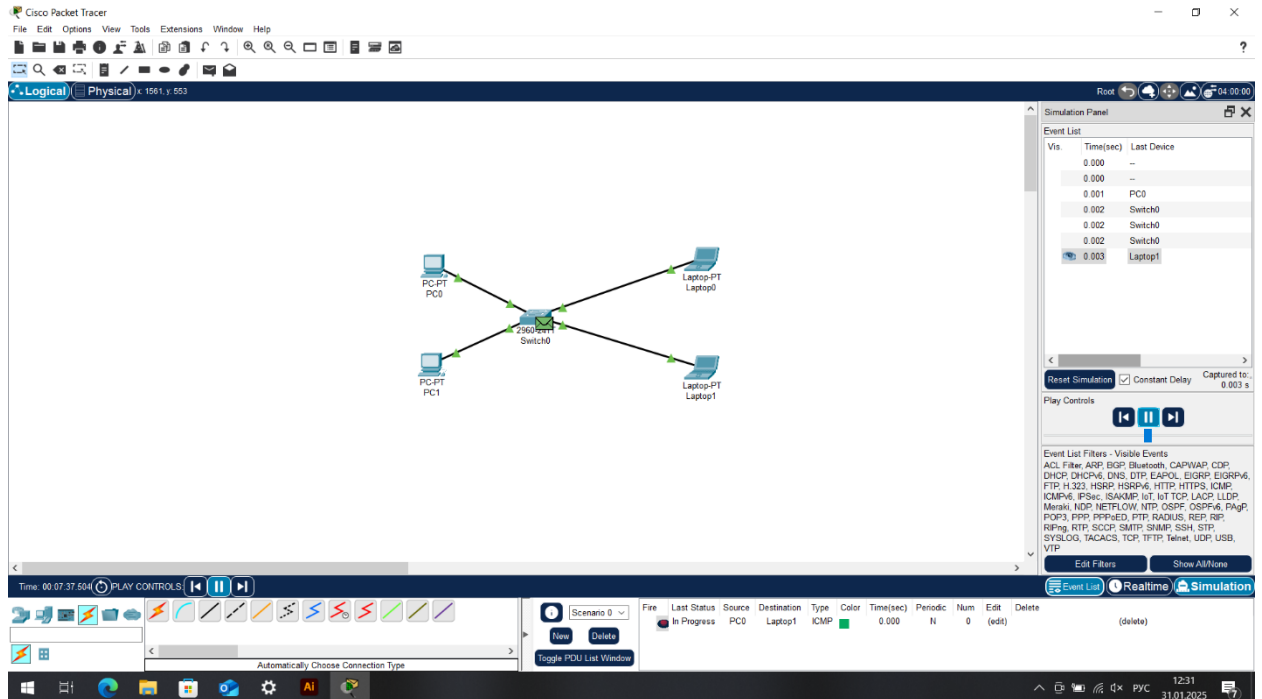 Cisco Packet Tracer
File Edit Options View Tools Extensions Window Help
?
Logical Physical x: 1561, y: 553 Root 04:00:00
Simulation Panel
Event List
Vis. Time(sec) Last Device
0.000 --
0.000 --
0.001 PC0
0.002 Switch0
0.002 Switch0
0.002 Switch0
0.003 Laptop1
PC-PT
PC0
Laptop-PT
Laptop0
2960-24TT
Switch0
PC-PT
PC1
Laptop-PT
Laptop1
Reset Simulation Constant Delay Captured to:
0.003 s
Play Controls
Event List Filters - Visible Events
ACL Filter, ARP, BGP, Bluetooth, CAPWAP, CDP,
DHCP, DHCPv6, DNS, DTP, EAPOL, EIGRP, EIGRPv6,
FTP, H.323, HSRP, HSRPv6, HTTP, HTTPS, ICMP,
ICMPv6, IPSec, ISAKMP, IoT, IoT TCP, LACP, LLDP,
Meraki, NDP, NETFLOW, NTP, OSPF, OSPFv6, PAgP,
POP3, PPP, PPPoED, PTP, RADIUS, REP, RIP,
RIPng, RTP, SCCP, SMTP, SNMP, SSH, STP,
SYSLOG, TACACS, TCP, TFTP, Telnet, UDP, USB,
VTP
Edit Filters Show All/None
Time: 00:07:37.504 PLAY CONTROLS: Event List Realtime Simulation
Scenario 0
New Delete
Toggle PDU List Window
Fire Last Status Source Destination Type Color Time(sec) Periodic Num Edit Delete
In Progress PC0 Laptop1 ICMP 0.000 N 0 (edit) (delete)
Automatically Choose Connection Type
Ai РУС 12:31
31.01.2025 7